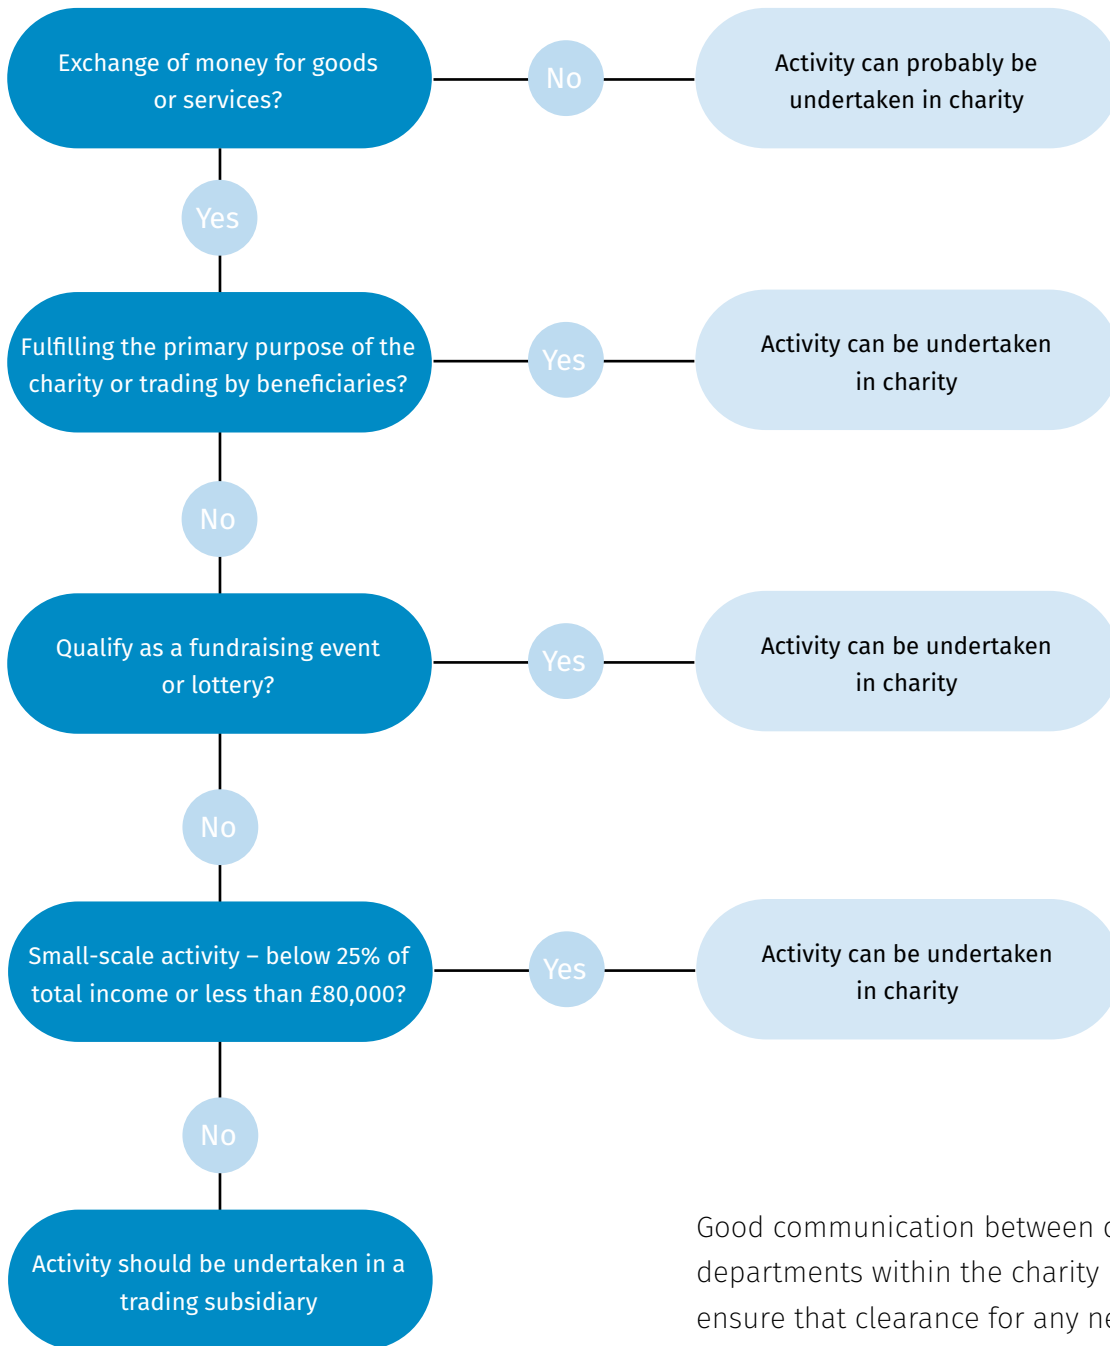 Exchange of money for goods
or services?
No
Activity can probably be
undertaken in charity
Yes
Fulfilling the primary purpose of the
charity or trading by beneficiaries?
Yes
Activity can be undertaken
in charity
No
Qualify as a fundraising event
or lottery?
Yes
Activity can be undertaken
in charity
No
Small-scale activity – below 25% of
total income or less than £80,000?
Yes
Activity can be undertaken
in charity
No
Activity should be undertaken in a
trading subsidiary
Good communication between
departments within the charity
ensure that clearance for any